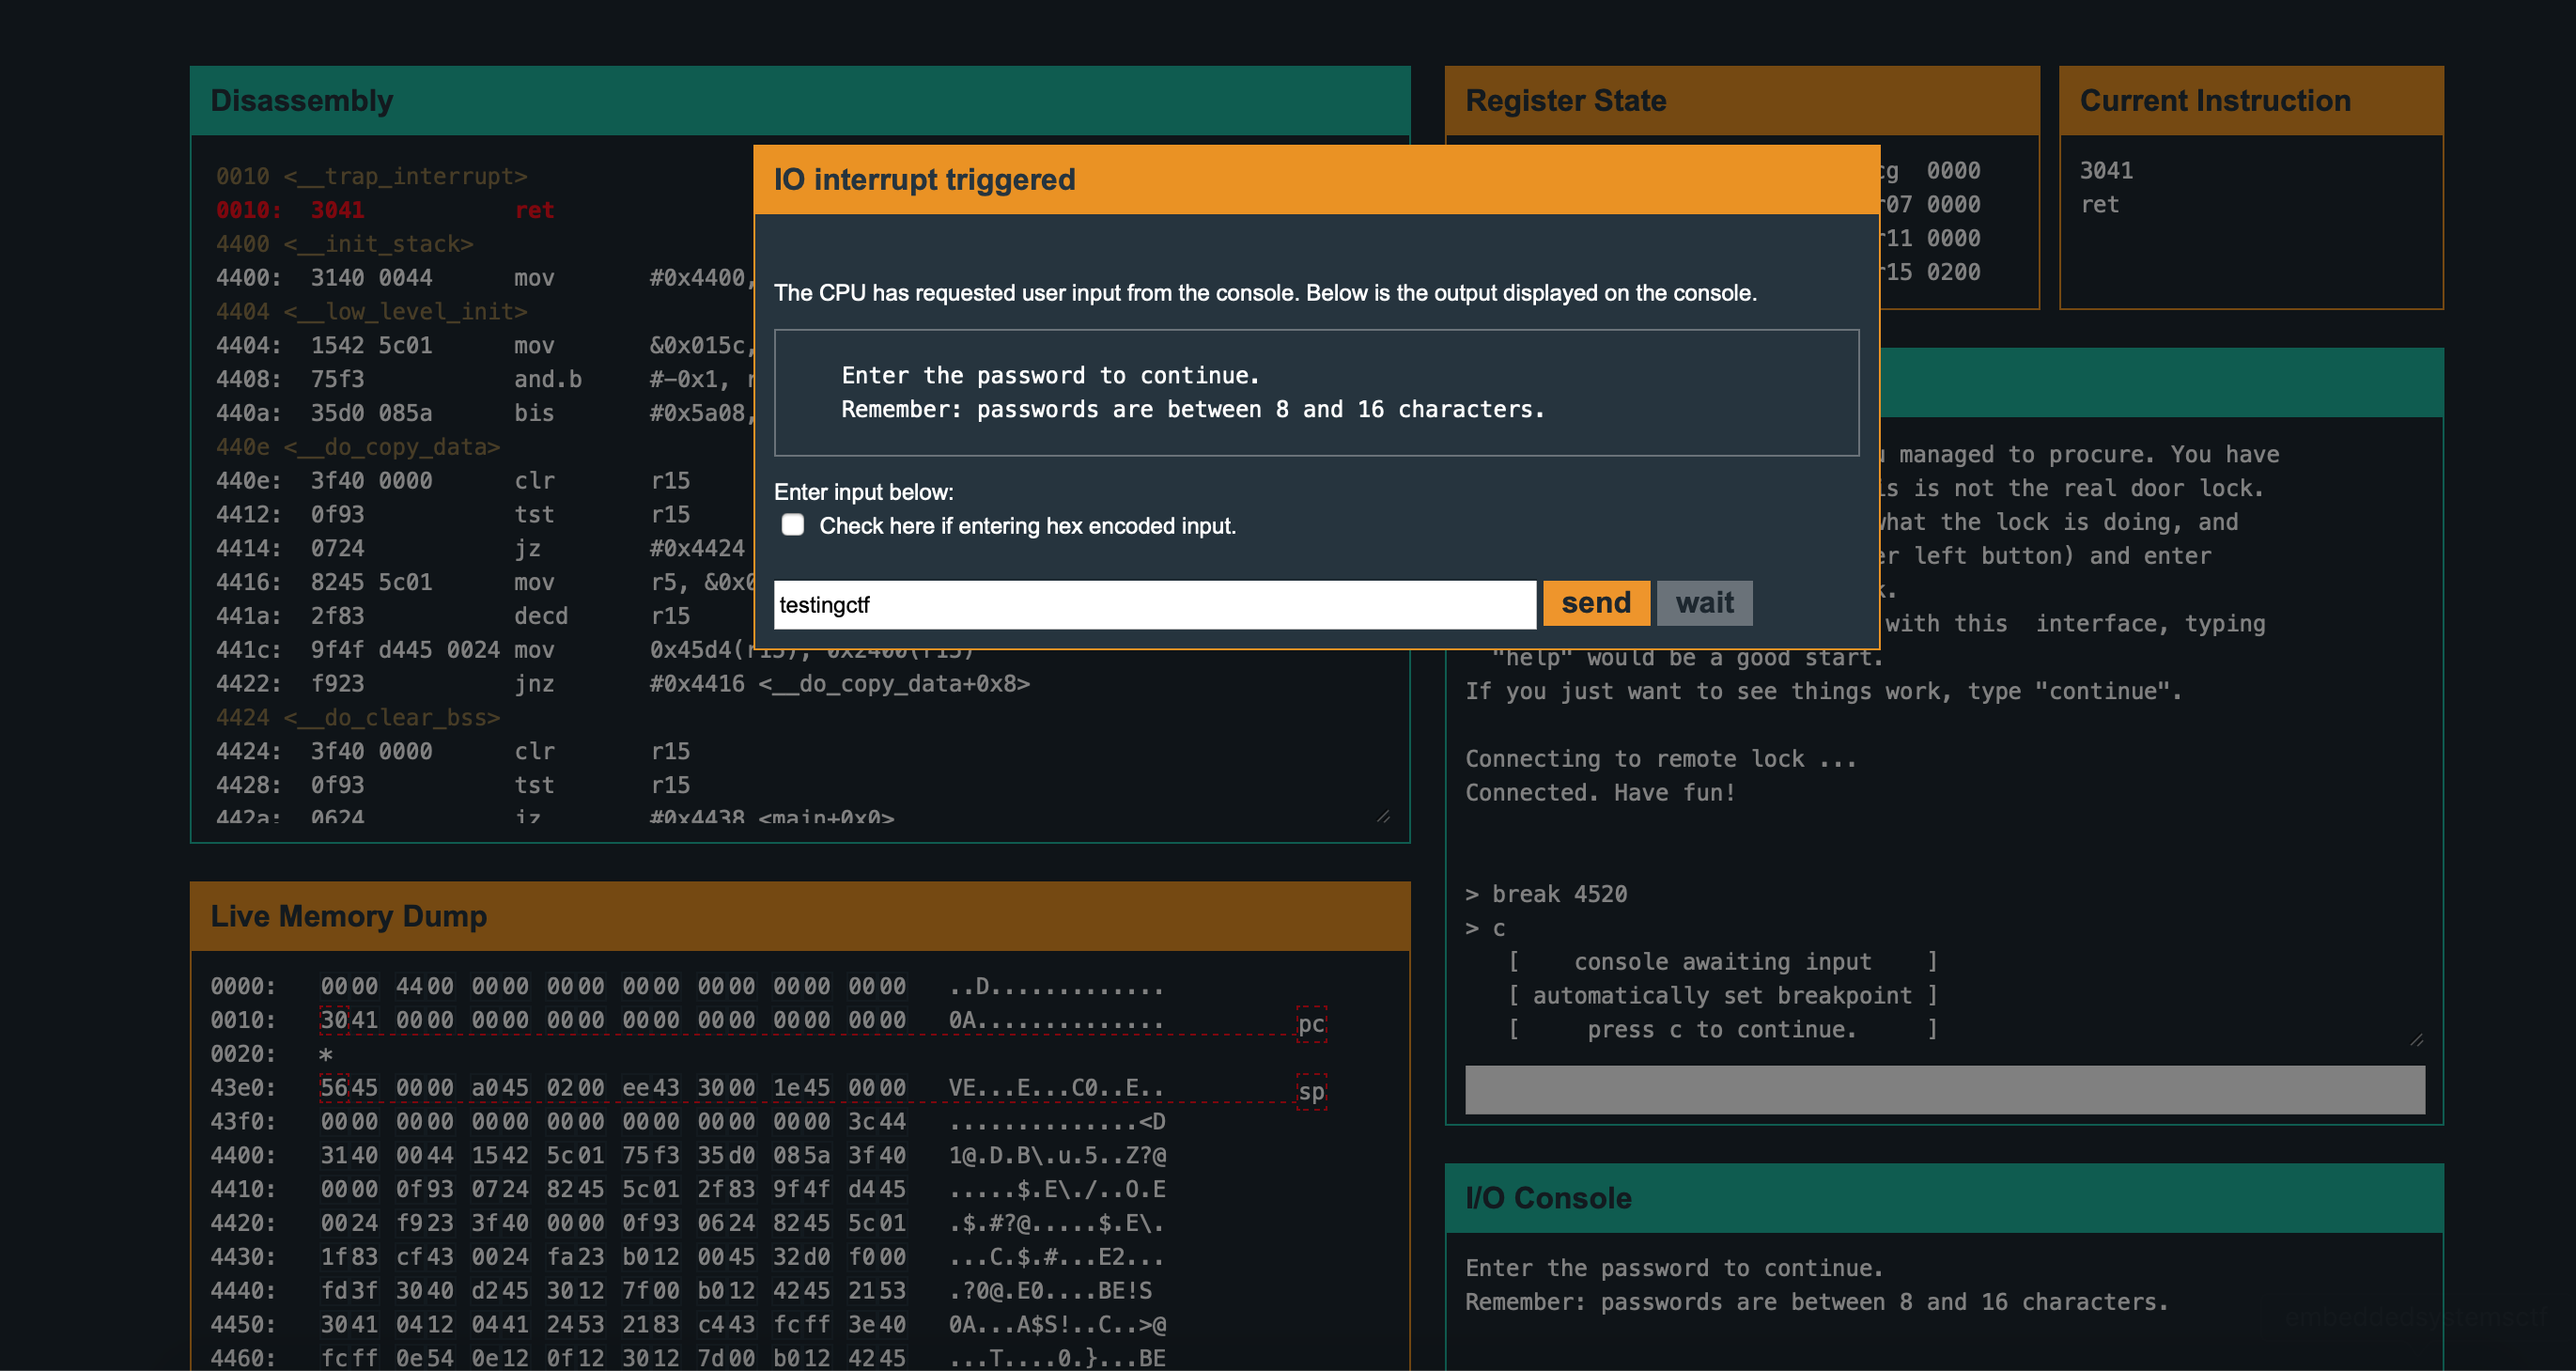 Disassembly
0010 <__trap_interrupt>
0010: 3041 ret
4400 <__init_stack>
4400: 3140 0044 mov #0x4400,
4404 <__low_level_init>
4404: 1542 5c01 mov &0x015c,
4408: 75f3 and.b #-0x1,
440a: 35d0 085a bis #0x5a08,
440e <__do_copy_data>
440e: 3f40 0000 clr r15
4412: 0f93 tst r15
4414: 0724 jz #0x4424
4416: 8245 5c01 mov r5,
441a: 2f83 decd r15
441c: 9f4f d445 0024 mov 0x45d4(r15), 0x2400(r15)
4422: f923 jnz #0x4416 <__do_copy_data+0x8>
4424 <__do_clear_bss>
4424: 3f40 0000 clr r15
4428: 0f93 tst r15
442a: 0624 jz #0x4438 <main+0x0>
IO interrupt triggered
The CPU has requested user input from the console. Below is the output displayed on the console.
Enter the password to continue.
Remember: passwords are between 8 and 16 characters.
Enter input below:
Check here if entering hex encoded input.
testingctf
send wait
Register State
cg 0000
r07 0000
r11 0000
r15 0200
Current Instruction
3041
ret
managed to procure. You have
is is not the real door lock.
what the lock is doing, and
left button) and enter
with this interface, typing
"help" would be a good start.
If you just want to see things work, type "continue".
Connecting to remote lock ...
Connected. Have fun!
> break 4520
> c
[ console awaiting input ]
[ automatically set breakpoint ]
[ press c to continue. ]
Live Memory Dump
0000: 0000 4400 0000 0000 0000 0000 0000 0000 ..D.............
0010: 3041 0000 0000 0000 0000 0000 0000 0000 0A.............. pc
0020: *
43e0: 5645 0000 a045 0200 ee43 3000 1e45 0000 VE...E...C0..E.. sp
43f0: 0000 0000 0000 0000 0000 0000 0000 3c44 ..............<D
4400: 3140 0044 1542 5c01 75f3 35d0 085a 3f40 1@.D.B\.u.5..Z?@
4410: 0000 0f93 0724 8245 5c01 2f83 9f4f d445 .....$.E\./..O.E
4420: 0024 f923 3f40 0000 0f93 0624 8245 5c01 .$.#?@.....$.E\.
4430: 1f83 cf43 0024 fa23 b012 0045 32d0 f000 ...C.$.#...E2...
4440: fd3f 3040 d245 3012 7f00 b012 4245 2153 .?0@.E0....BE!S
4450: 3041 0412 0441 2453 2183 c443 fcff 3e40 0A...A$S!..C..>@
4460: fcff 0e54 0e12 0f12 3012 7d00 b012 4245 ...T....0.}...BE
I/O Console
Enter the password to continue.
Remember: passwords are between 8 and 16 characters.
embeddedsystemsctf